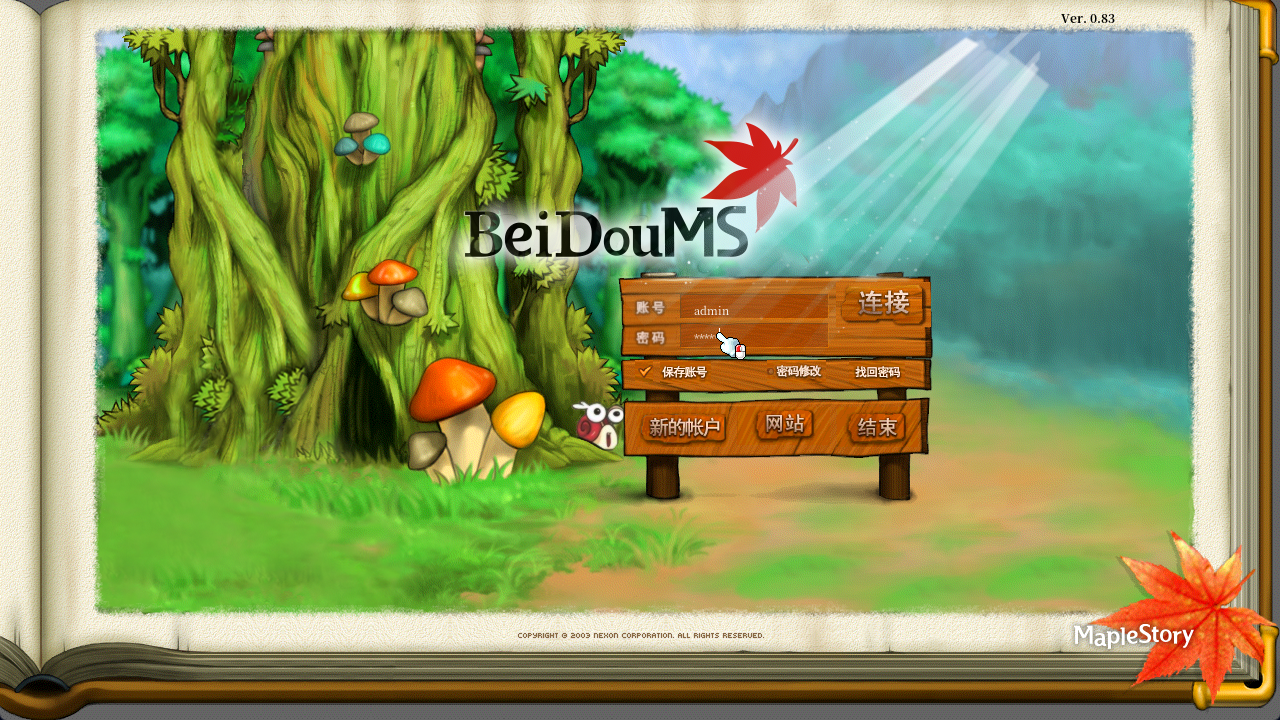 Ver. 0.83
BeiDouMS
账号
admin
连接
密码
****
保存账号
密码修改
找回密码
新的帐户
网站
结束
COPYRIGHT © 2003 NEXON CORPORATION. ALL RIGHTS RESERVED.
MapleStory